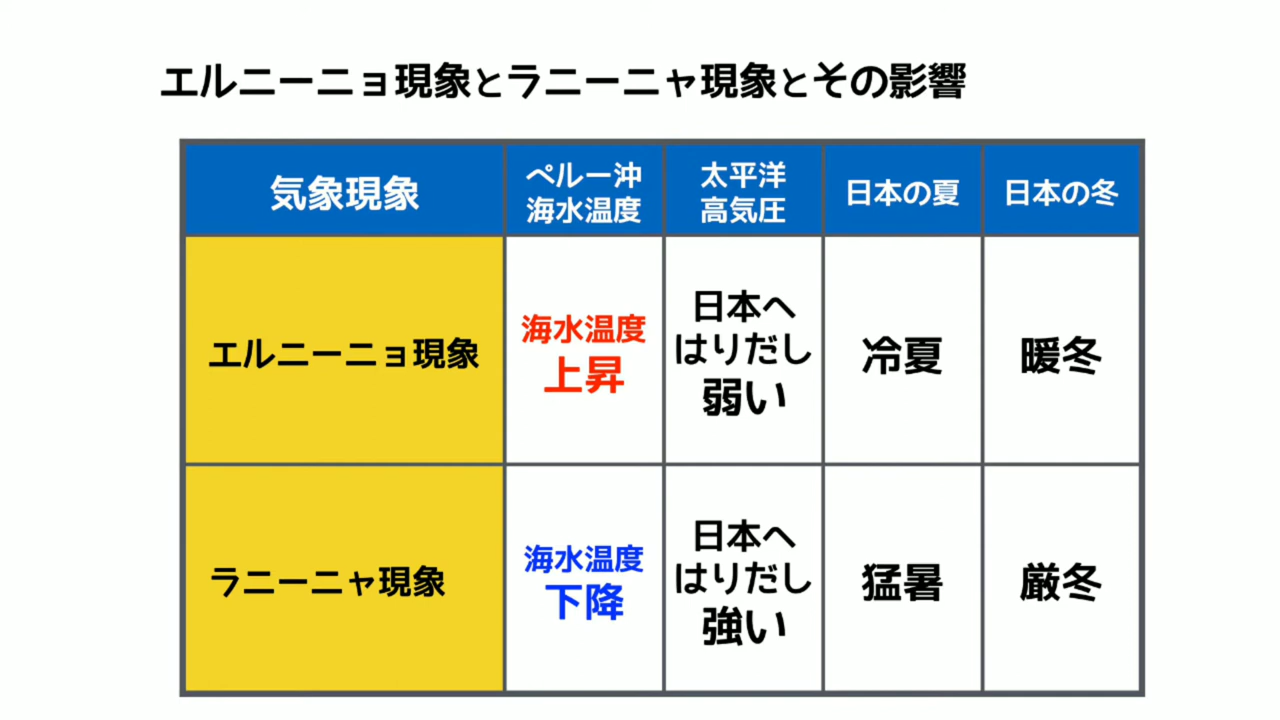 エルニーニョ現象とラニーニャ現象とその影響
気象現象
ペルー沖
海水温度
太平洋
高気圧
日本の夏
日本の冬
エルニーニョ現象
海水温度
上昇
日本へ
はりだし
弱い
冷夏
暖冬
ラニーニャ現象
海水温度
下降
日本へ
はりだし
強い
猛暑
厳冬